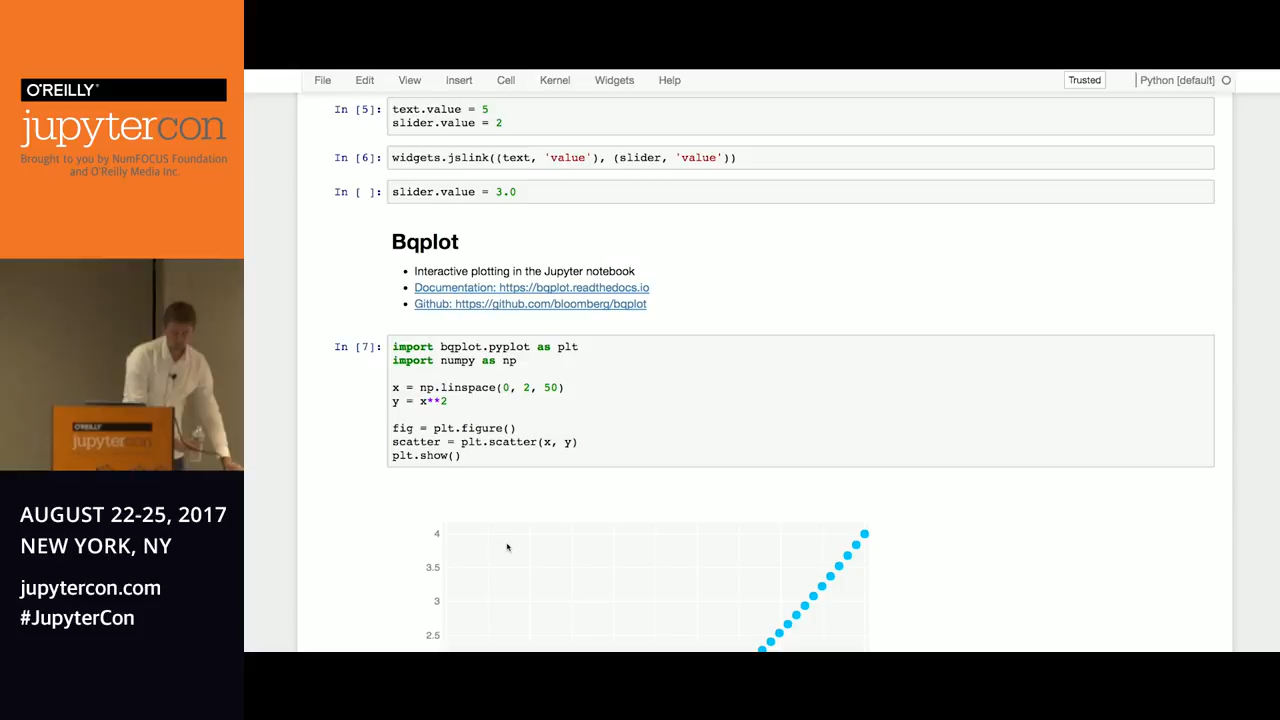 O'REILLY®
jupytercon
Brought to you by NumFOCUS Foundation
and O'Reilly Media Inc.
O'REILLY
jupytercon
AUGUST 22-25, 2017
NEW YORK, NY
jupytercon.com
#JupyterCon
File Edit View Insert Cell Kernel Widgets Help Trusted Python [default]
In [5]: text.value = 5
slider.value = 2
In [6]: widgets.jslink((text, 'value'), (slider, 'value'))
In [ ]: slider.value = 3.0
Bqplot
• Interactive plotting in the Jupyter notebook
• Documentation: https://bqplot.readthedocs.io
• Github: https://github.com/bloomberg/bqplot
In [7]: import bqplot.pyplot as plt
import numpy as np
x = np.linspace(0, 2, 50)
y = x**2
fig = plt.figure()
scatter = plt.scatter(x, y)
plt.show()
4
3.5
3
2.5